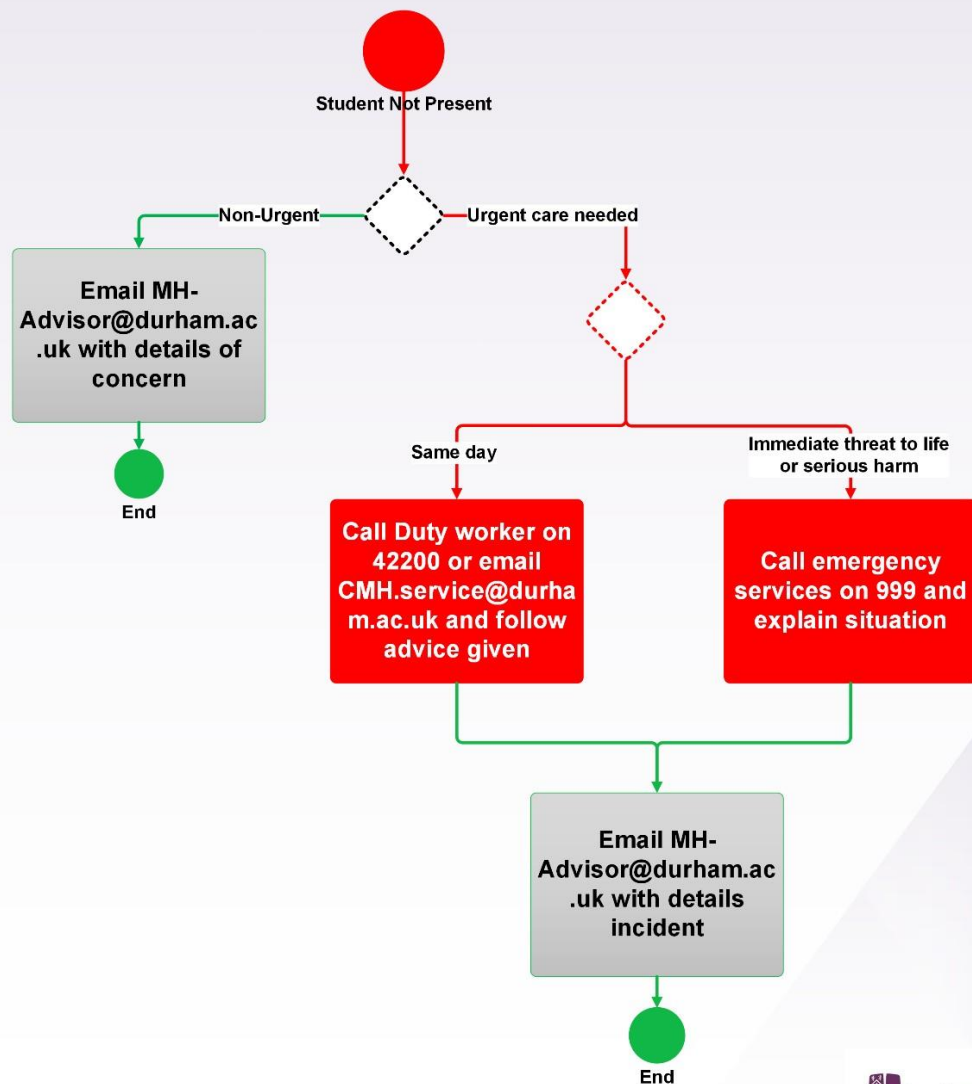 Student Not Present
Non-Urgent
Urgent care needed
Email MH-
Advisor@durham.ac
.uk with details of
concern
End
Same day
Immediate threat to life
or serious harm
Call Duty worker on
42200 or email
CMH.service@durha
m.ac.uk and follow
advice given
Call emergency
services on 999 and
explain situation
Email MH-
Advisor@durham.ac
.uk with details
incident
End